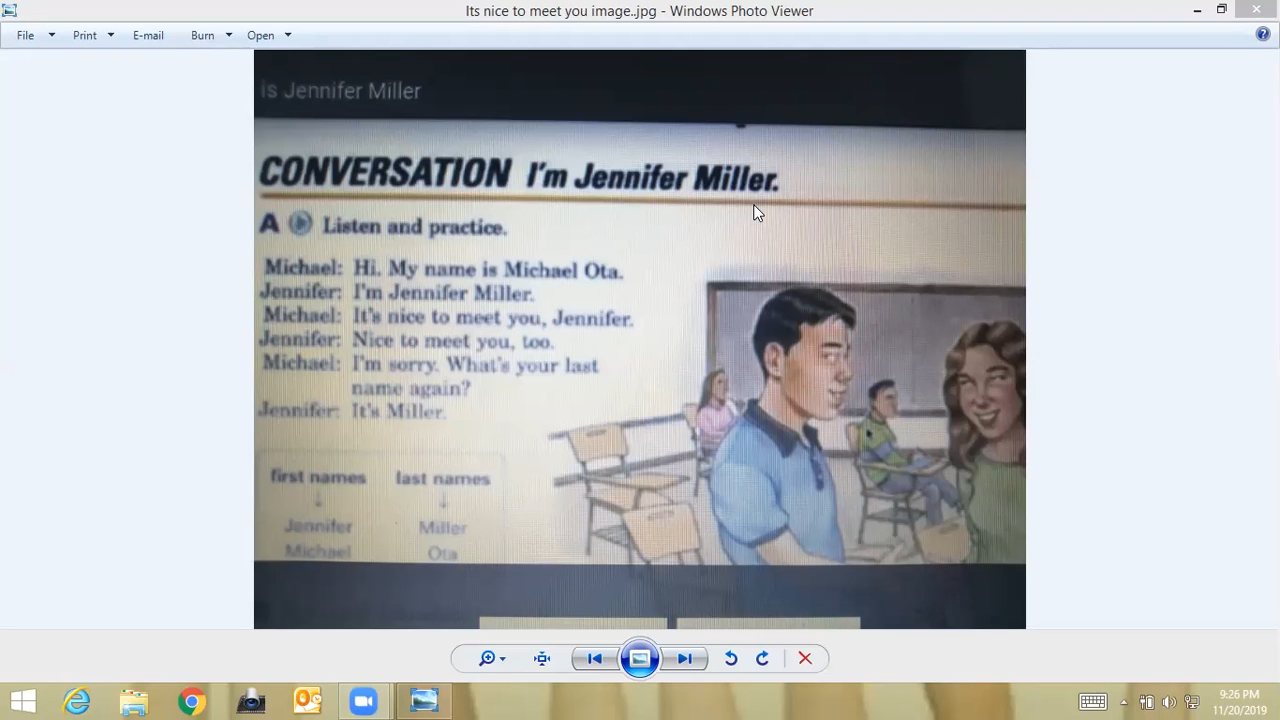 Its nice to meet you image..jpg - Windows Photo Viewer
File Print E-mail Burn Open
is Jennifer Miller
CONVERSATION I'm Jennifer Miller.
A Listen and practice.
Michael: Hi. My name is Michael Ota.
Jennifer: I'm Jennifer Miller.
Michael: It's nice to meet you, Jennifer.
Jennifer: Nice to meet you, too.
Michael: I'm sorry. What's your last
name again?
Jennifer: It's Miller.
first names last names
Jennifer Miller
Michael Ota
9:26 PM
11/20/2019